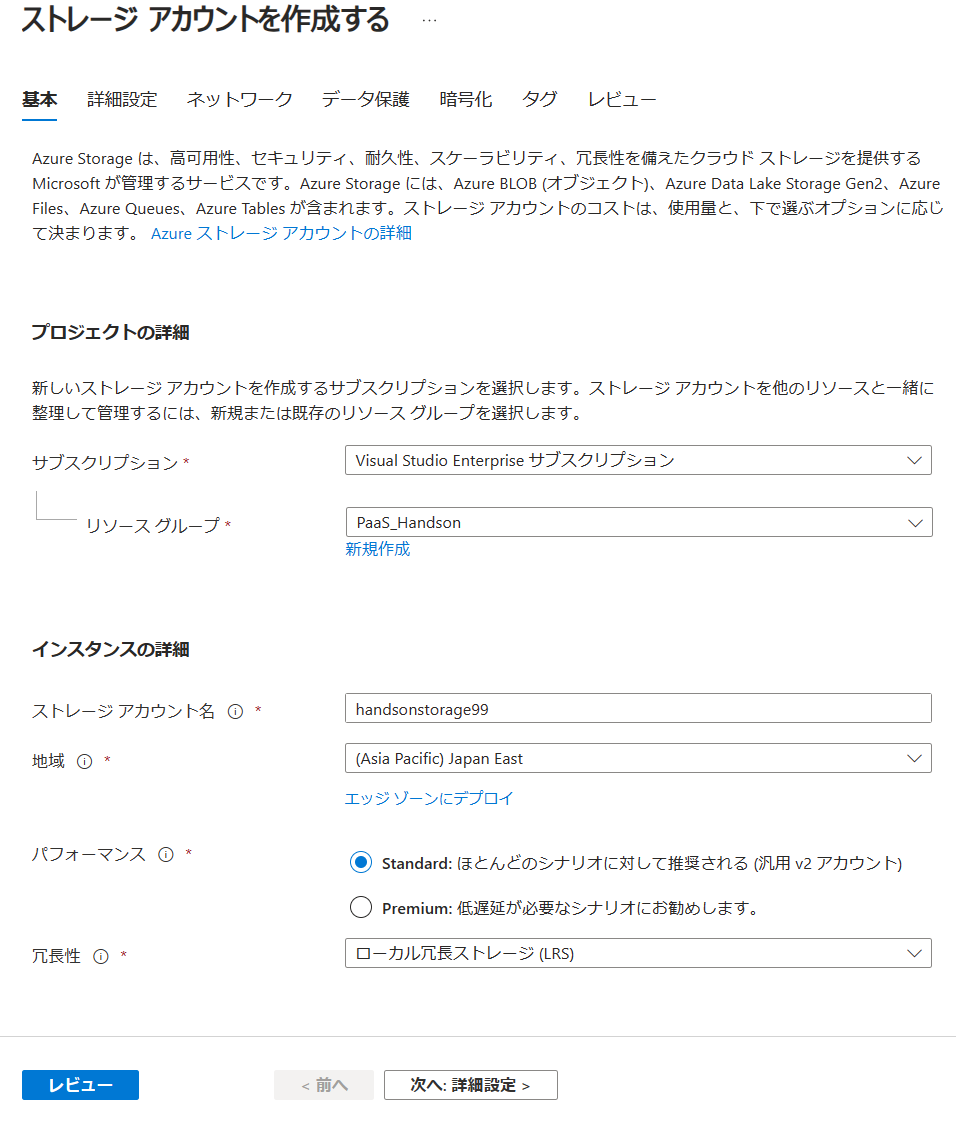 ストレージ アカウントを作成する ...
基本 詳細設定 ネットワーク データ保護 暗号化 タグ レビュー
Azure Storage は、高可用性、セキュリティ、耐久性、スケーラビリティ、冗長性を備えたクラウド ストレージを提供する
Microsoft が管理するサービスです。Azure Storage には、Azure BLOB (オブジェクト)、Azure Data Lake Storage Gen2、Azure
Files、Azure Queues、Azure Tables が含まれます。ストレージ アカウントのコストは、使用量と、下で選ぶオプションに応じ
て決まります。 Azure ストレージ アカウントの詳細
プロジェクトの詳細
新しいストレージ アカウントを作成するサブスクリプションを選択します。ストレージ アカウントを他のリソースと一緒に
整理して管理するには、新規または既存のリソース グループを選択します。
サブスクリプション * Visual Studio Enterprise サブスクリプション
リソース グループ * PaaS_Handson
新規作成
インスタンスの詳細
ストレージ アカウント名 * handsonstorage99
地域 * (Asia Pacific) Japan East
エッジ ゾーンにデプロイ
パフォーマンス * Standard: ほとんどのシナリオに対して推奨される (汎用 v2 アカウント)
Premium: 低遅延が必要なシナリオにお勧めします。
冗長性 * ローカル冗長ストレージ (LRS)
レビュー < 前へ 次へ: 詳細設定 >